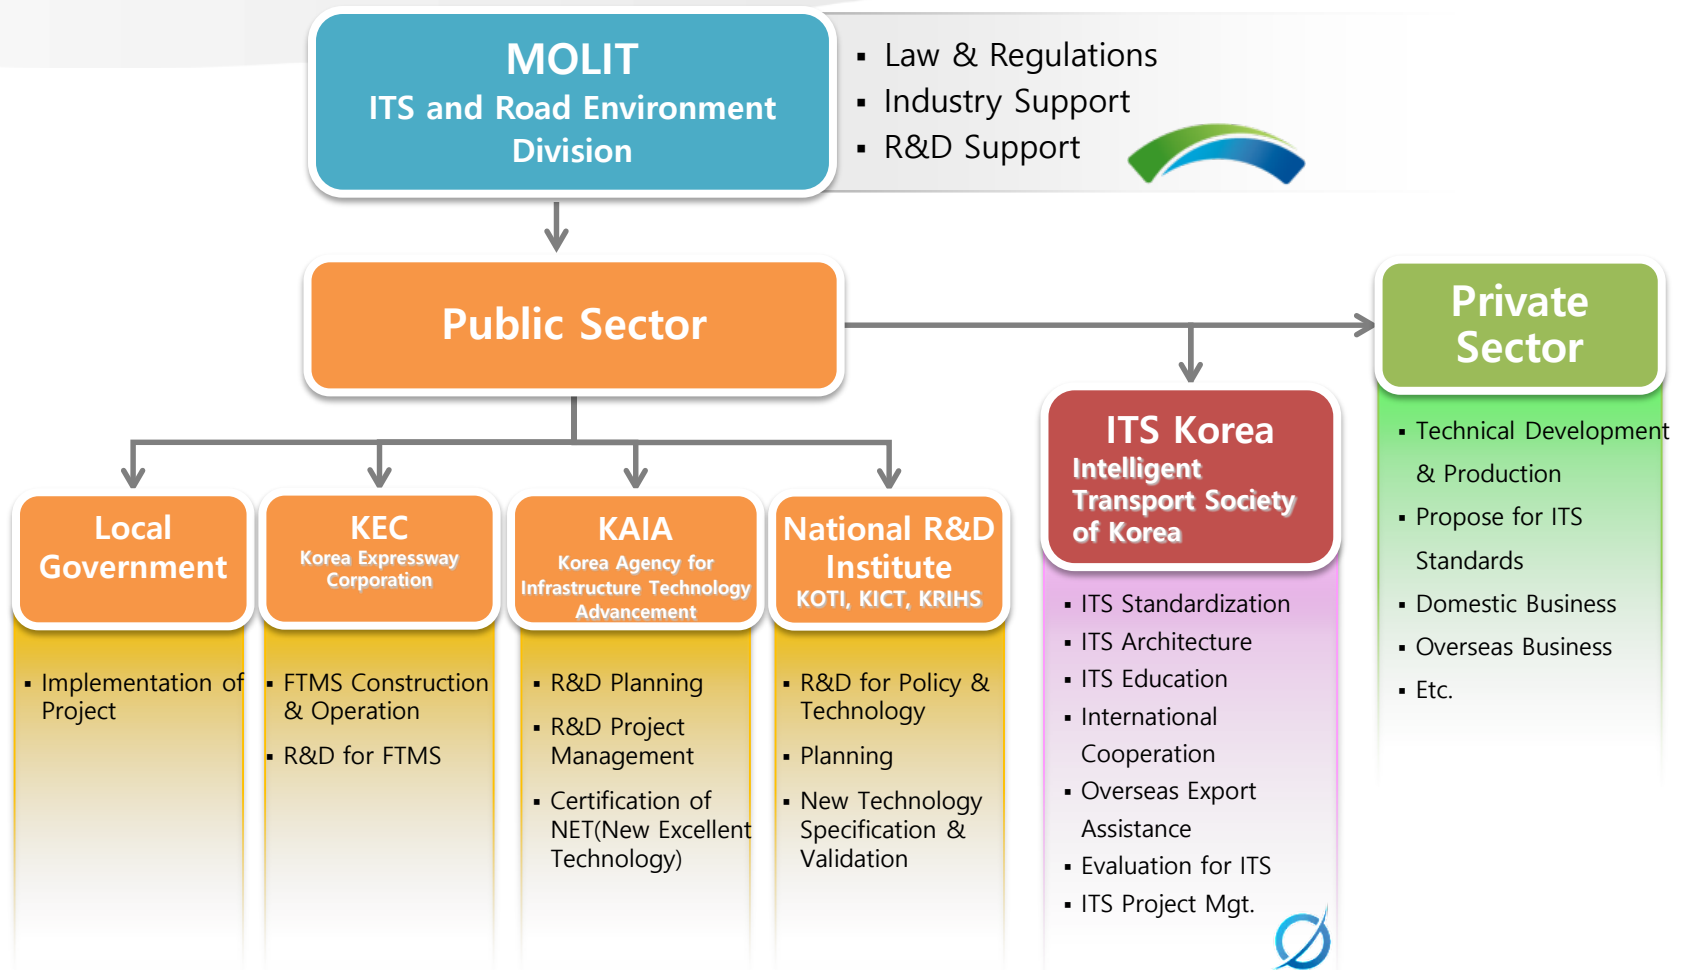 MOLIT
ITS and Road Environment
Division
▪ Law & Regulations
▪ Industry Support
▪ R&D Support
Public Sector
Private
Sector
▪ Technical Development
& Production
▪ Propose for ITS
Standards
▪ Domestic Business
▪ Overseas Business
▪ Etc.
ITS Korea
Intelligent
Transport Society
of Korea
▪ ITS Standardization
▪ ITS Architecture
▪ ITS Education
▪ International
Cooperation
▪ Overseas Export
Assistance
▪ Evaluation for ITS
▪ ITS Project Mgt.
Local
Government
▪ Implementation of
Project
KEC
Korea Expressway
Corporation
▪ FTMS Construction
& Operation
▪ R&D for FTMS
KAIA
Korea Agency for
Infrastructure Technology
Advancement
▪ R&D Planning
▪ R&D Project
Management
▪ Certification of
NET(New Excellent
Technology)
National R&D
Institute
KOTI, KICT, KRIHS
▪ R&D for Policy &
Technology
▪ Planning
▪ New Technology
Specification &
Validation